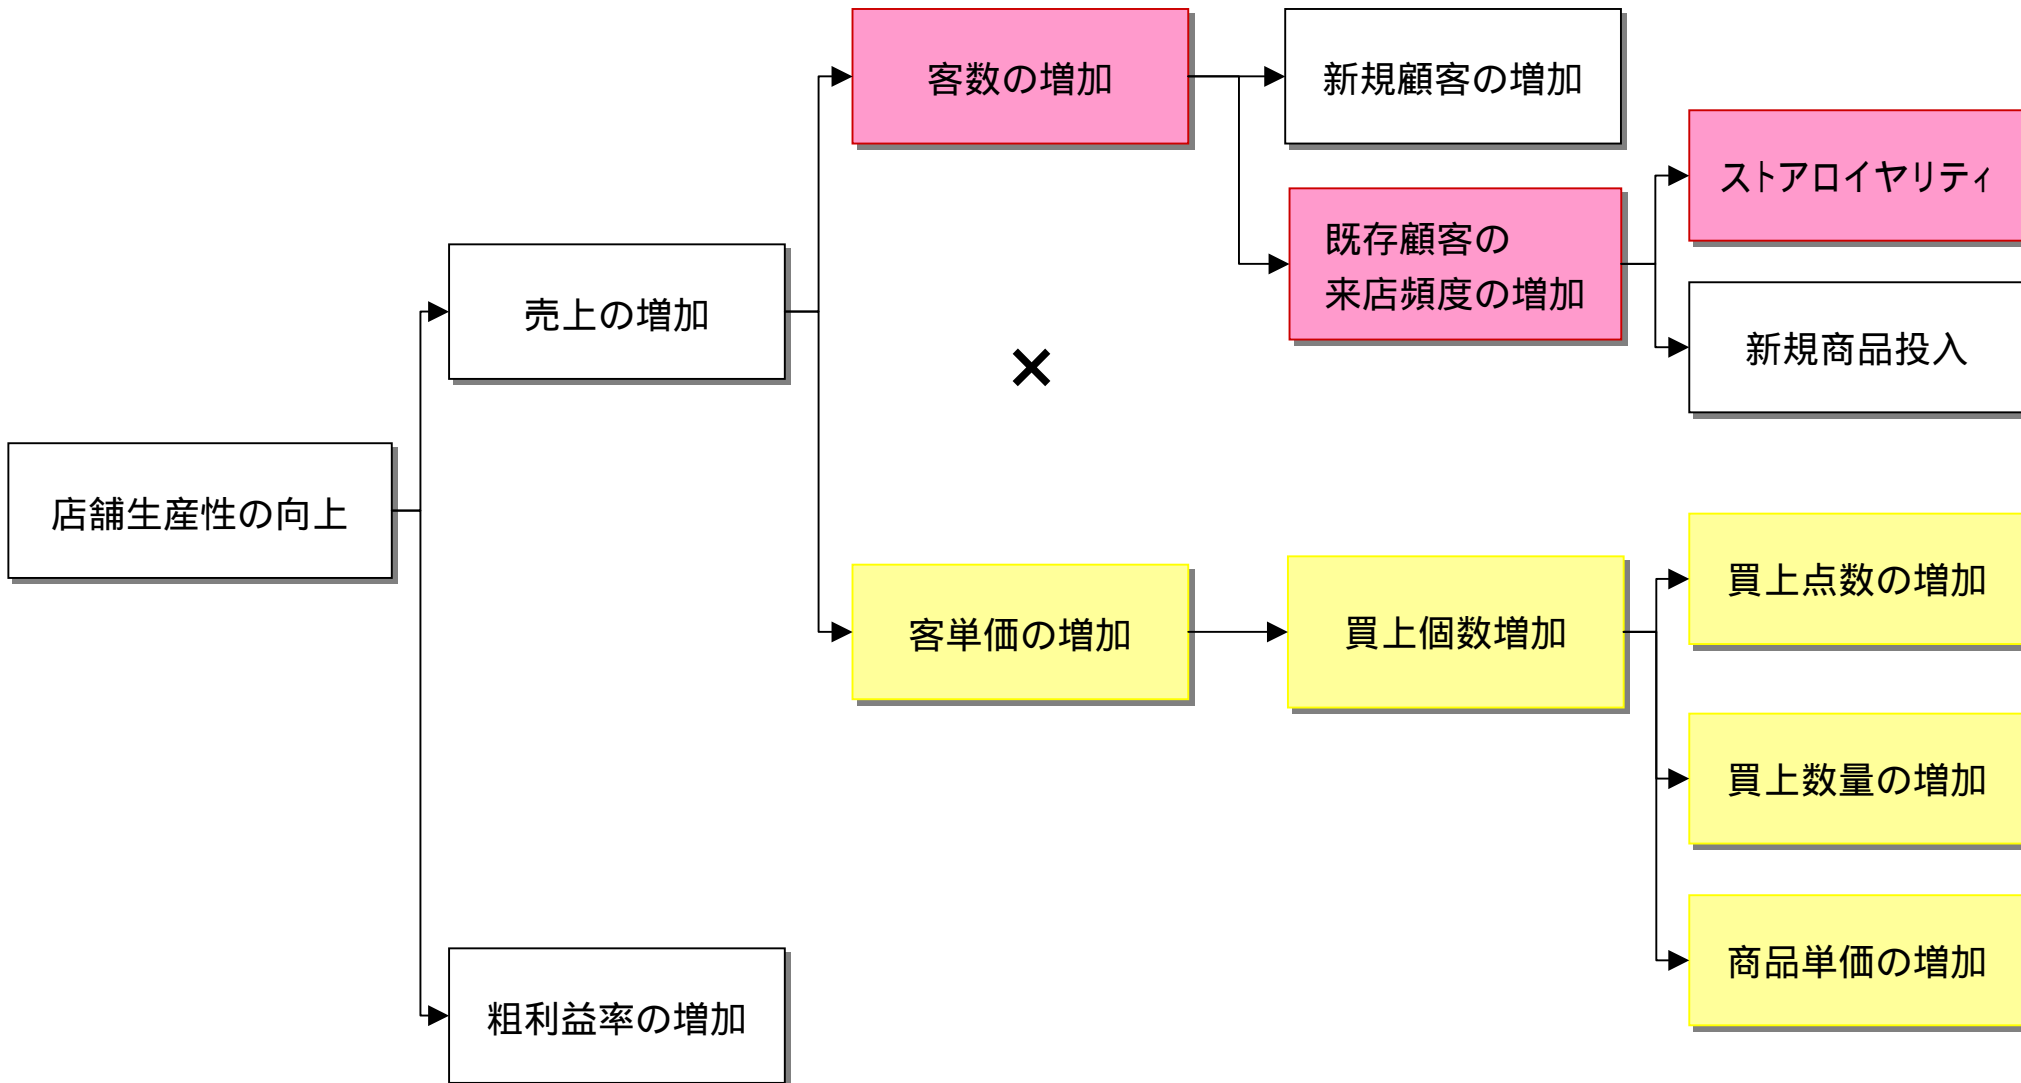 客数の増加
新規顧客の増加
ストアロイヤリティ
既存顧客の
来店頻度の増加
売上の増加
新規商品投入
×
店舗生産性の向上
買上点数の増加
客単価の増加
買上個数増加
買上数量の増加
商品単価の増加
粗利益率の増加